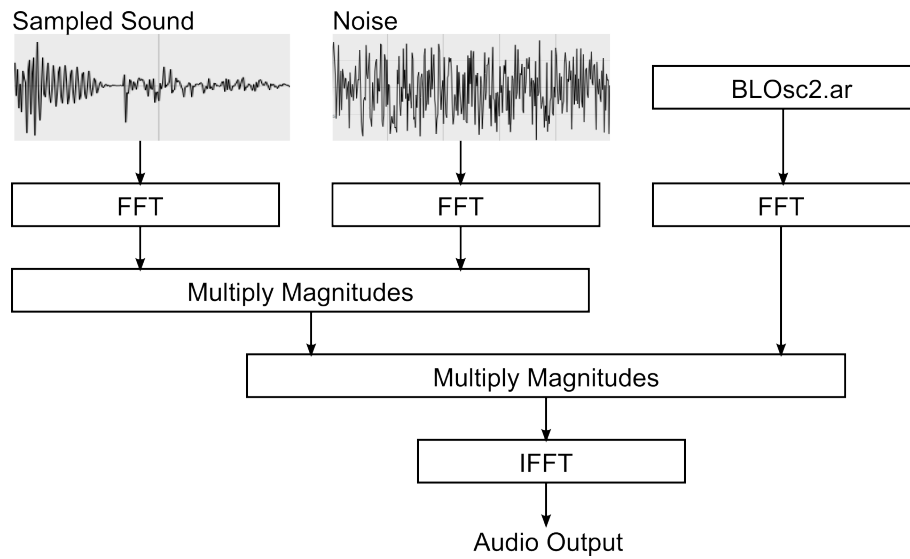 Sampled Sound
Noise
BLOsc2.ar
FFT
FFT
FFT
Multiply Magnitudes
Multiply Magnitudes
IFFT
Audio Output